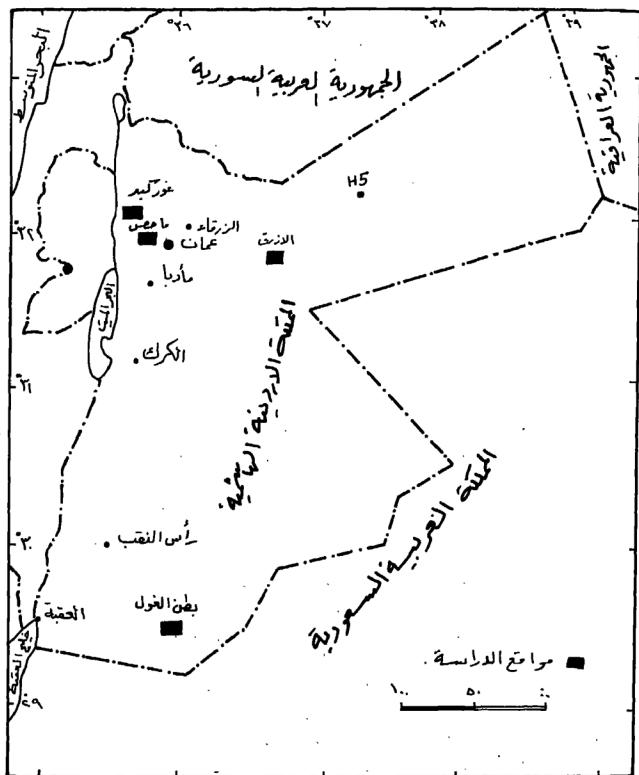 °٣٦
°٣٧
°٣٨
°٢٩
البحر المتوسط
الجمهورية العربية السورية
الجمهورية العراقية
H5
غور كبد
°٣٢
ماحص
الزرقاء
عمان
الازرق
مأدبا
البحر الميت
الكرك
°٣١
المملكة الاردنية الهاشمية
المملكة العربية السعودية
°٣٠
رأس النقب
بطن الغول
العقبة
خليج العقبة
°٢٩
مواقع الدراسة
١٠٠
٥٠